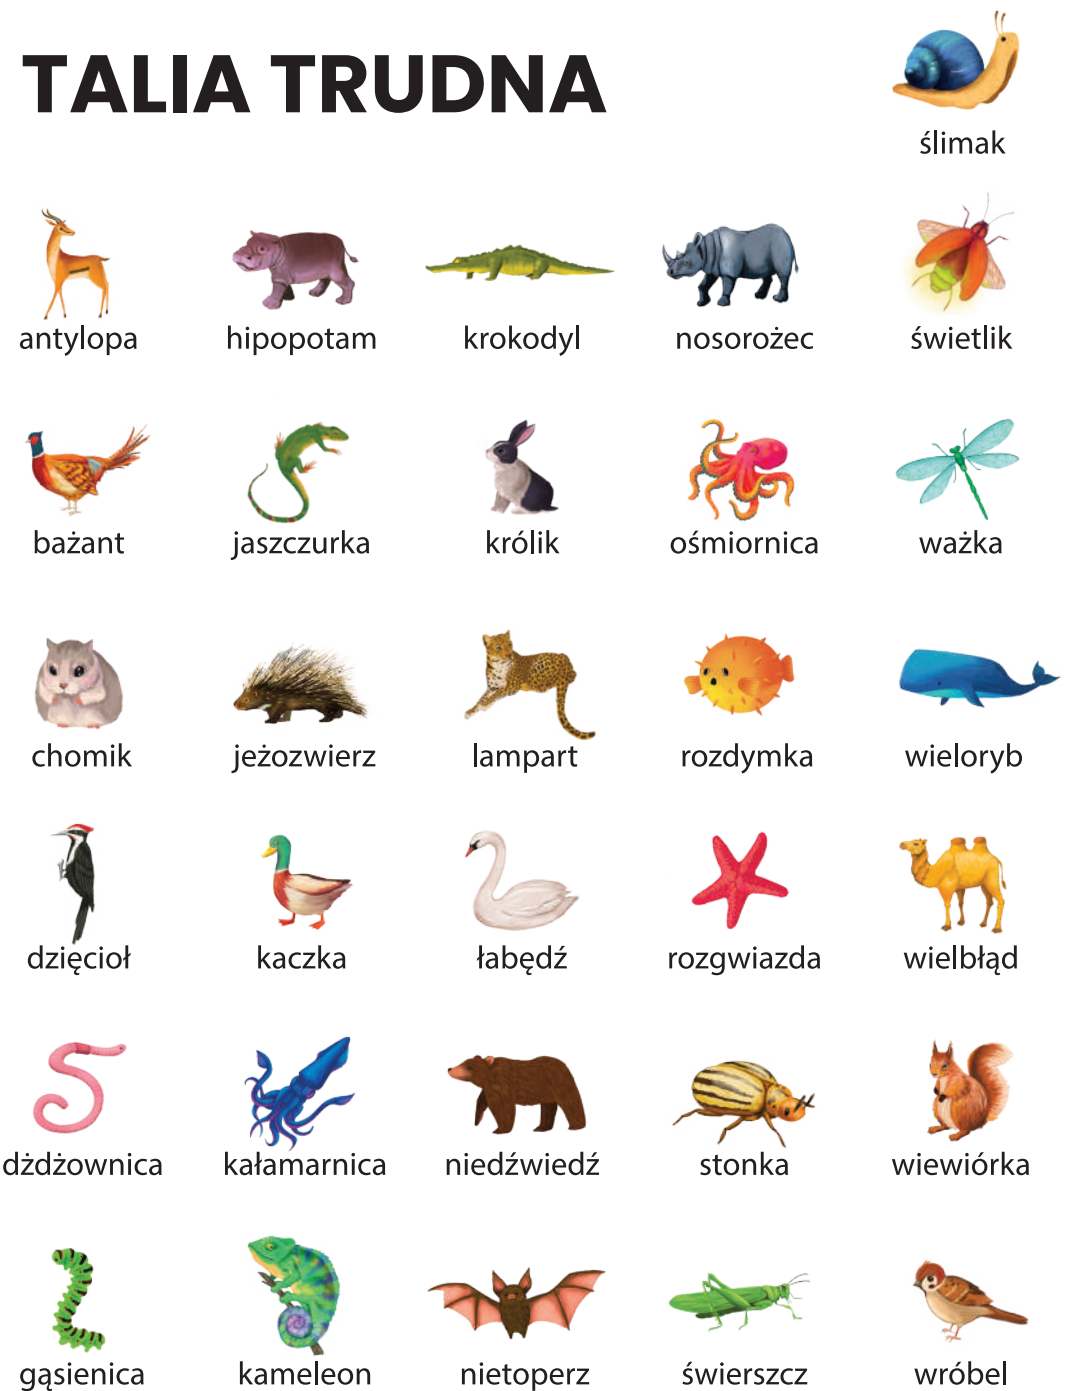 TALIA TRUDNA
ślimak
antylopa hipopotam krokodyl nosorożec świetlik
bażant jaszczurka królik ośmiornica ważka
chomik jeżozwierz lampart rozdymka wieloryb
dzięcioł kaczka łabędź rozgwiazda wielbłąd
dżdżownica kałamarnica niedźwiedź stonka wiewiórka
gąsienica kameleon nietoperz świerszcz wróbel